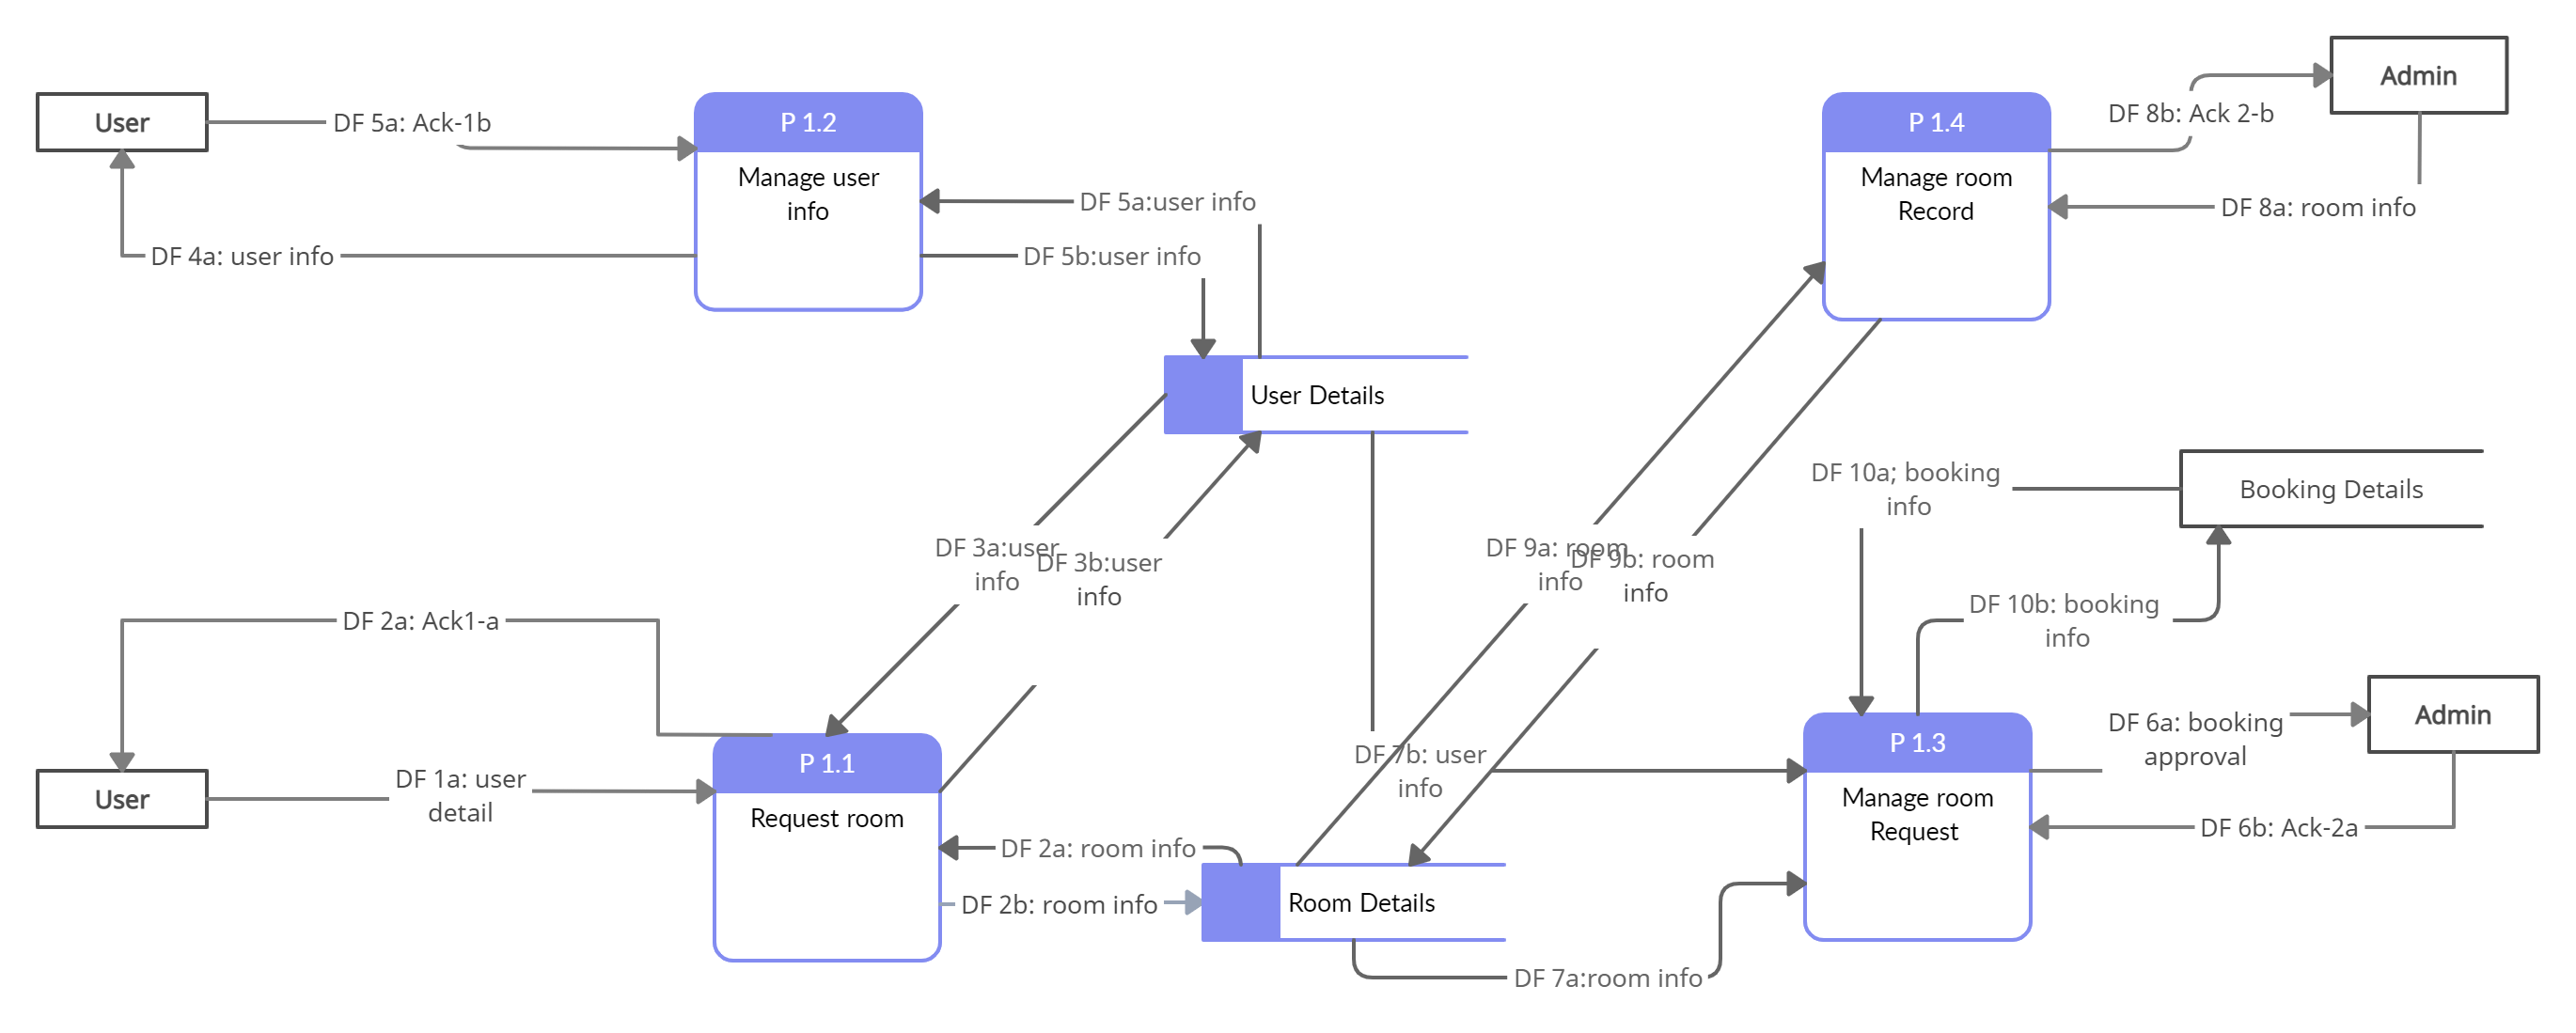 User
DF 5a: Ack-1b
P 1.2
Manage user
info
DF 4a: user info
DF 5a:user info
DF 5b:user info
P 1.4
Manage room
Record
DF 8b: Ack 2-b
Admin
DF 8a: room info
User Details
DF 3a:user
info
DF 3b:user
info
DF 9a: room
info
DF 9b: room
info
DF 10a; booking
info
Booking Details
DF 10b: booking
info
DF 2a: Ack1-a
User
DF 1a: user
detail
P 1.1
Request room
DF 2a: room info
DF 2b: room info
Room Details
DF 7b: user
info
DF 7a:room info
P 1.3
Manage room
Request
DF 6a: booking
approval
Admin
DF 6b: Ack-2a